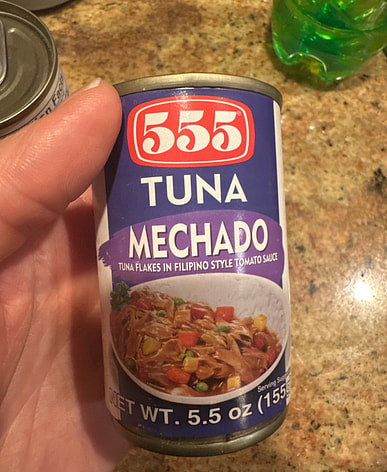 555
TUNA
MECHADO
TUNA FLAKES IN FILIPINO STYLE TOMATO SAUCE
Serving
NET WT. 5.5 oz (155